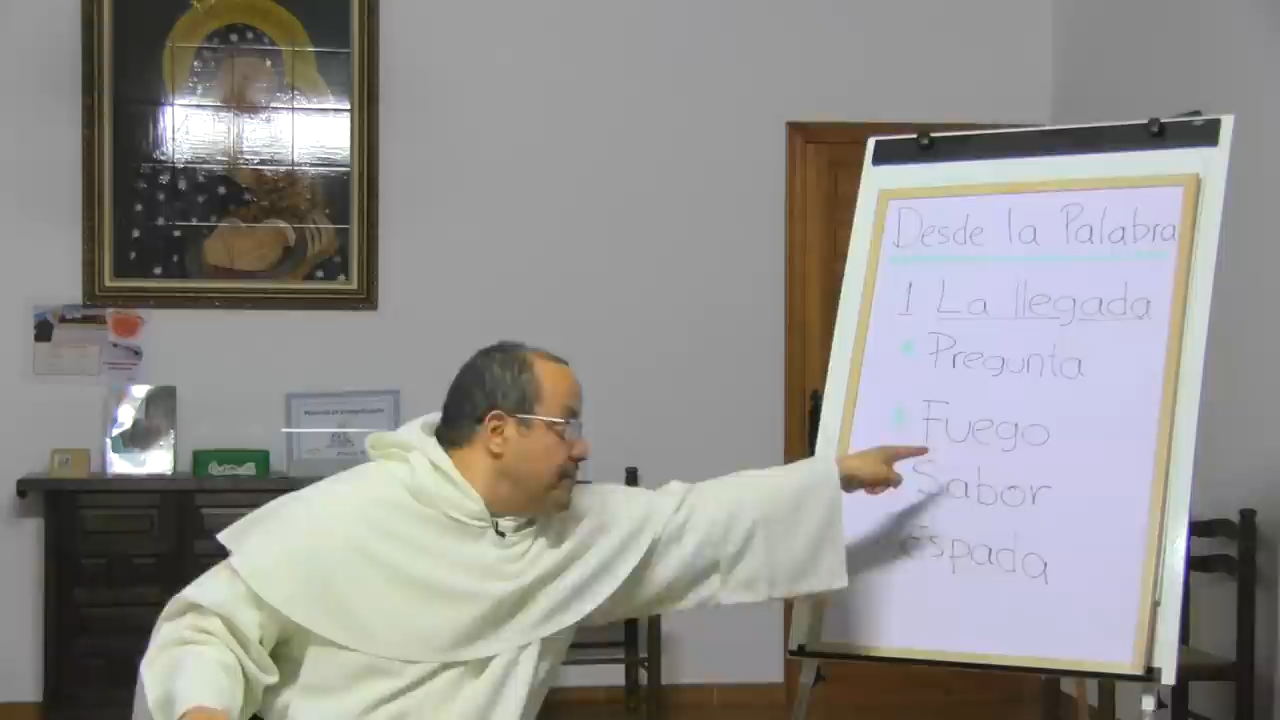 Desde la Palabra
1 La llegada
Pregunta
Fuego
Sabor
Espada